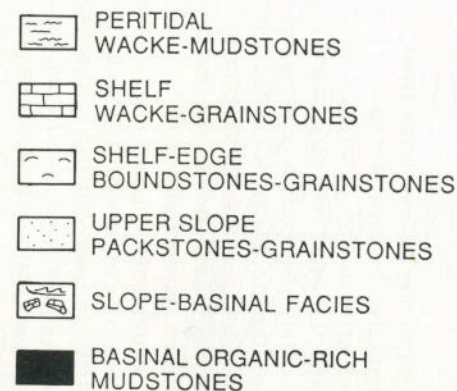 PERITIDAL
WACKE-MUDSTONES
SHELF
WACKE-GRAINSTONES
SHELF-EDGE
BOUNDSTONES-GRAINSTONES
UPPER SLOPE
PACKSTONES-GRAINSTONES
SLOPE-BASINAL FACIES
BASINAL ORGANIC-RICH
MUDSTONES